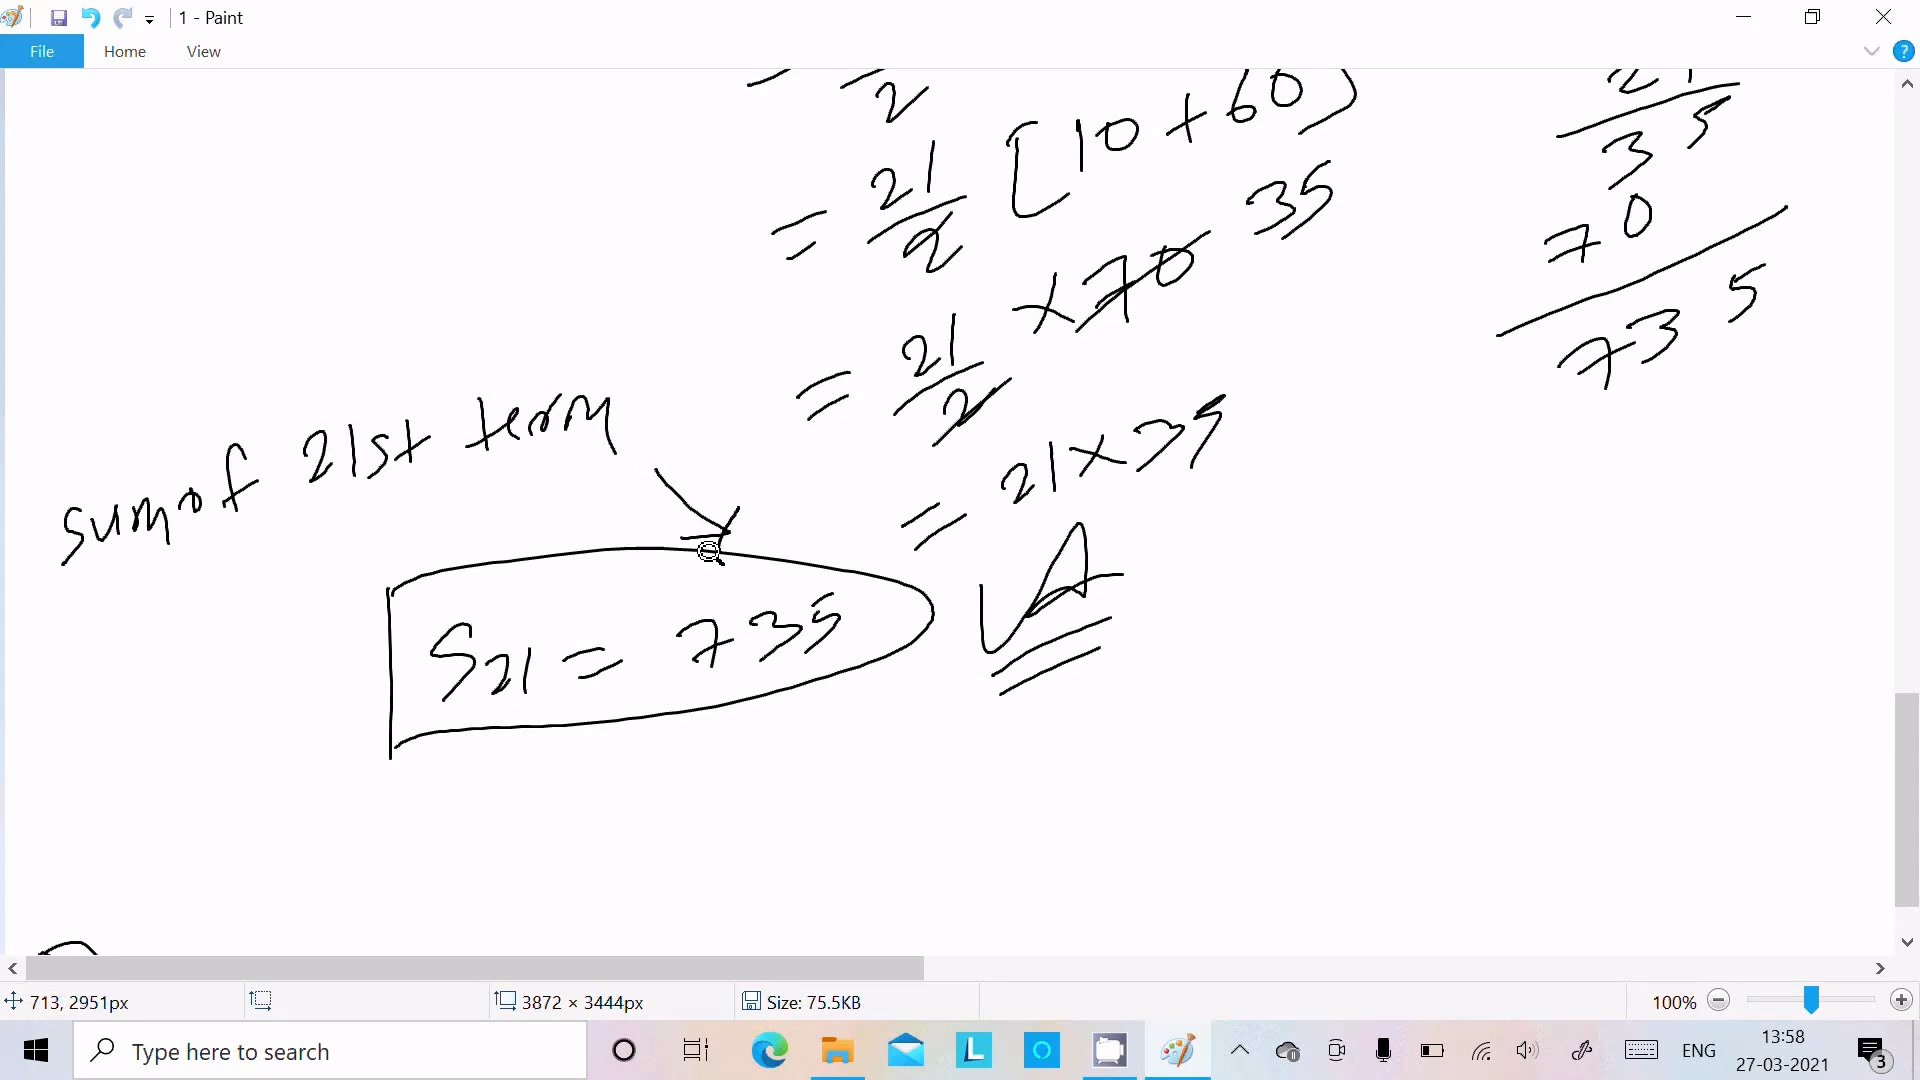 1 - Paint
File Home View
2
= 21/2 [10 + 60]
= 21/2 × 70 35
= 21 × 35
21
35
70
735
sum of 21st term
S21 = 735
713, 2951px
3872 × 3444px
Size: 75.5KB
100%
Type here to search
L
ENG
13:58
27-03-2021
3